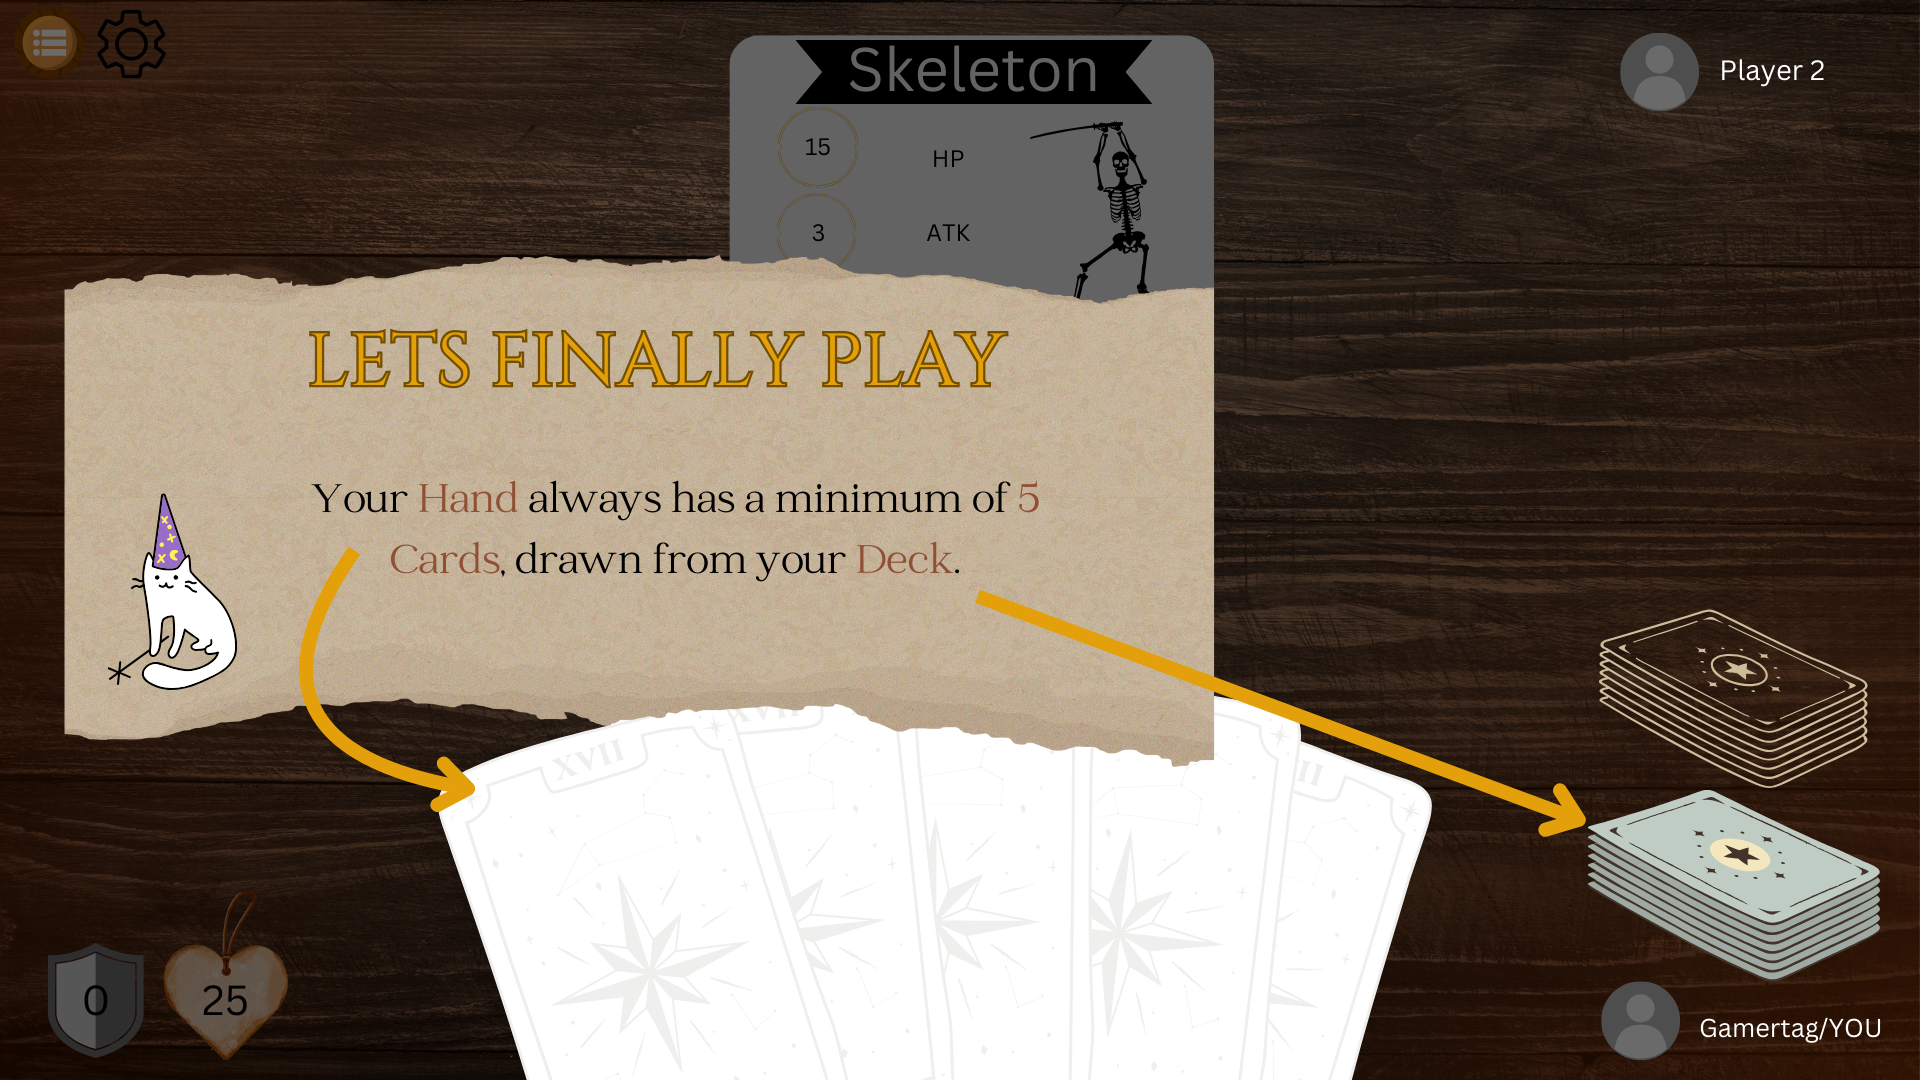 Skeleton
Player 2
15 HP
3 ATK
LETS FINALLY PLAY
Your Hand always has a minimum of 5
Cards, drawn from your Deck.
XVII
0
25
Gamertag/YOU